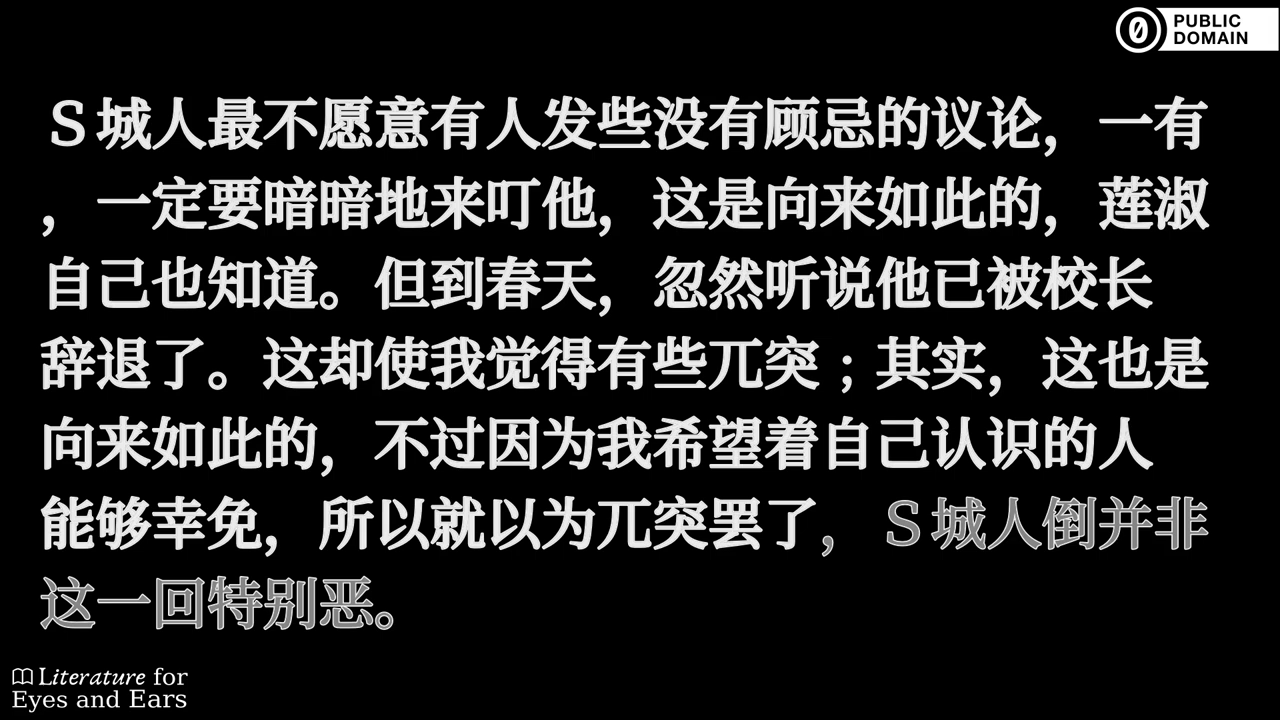 PUBLIC
DOMAIN
S城人最不愿意有人发些没有顾忌的议论，一有
，一定要暗暗地来叮他，这是向来如此的，莲淑
自己也知道。但到春天，忽然听说他已被校长
辞退了。这却使我觉得有些兀突；其实，这也是
向来如此的，不过因为我希望着自己认识的人
能够幸免，所以就以为兀突罢了，S城人倒并非
这一回特别恶。
Literature for
Eyes and Ears